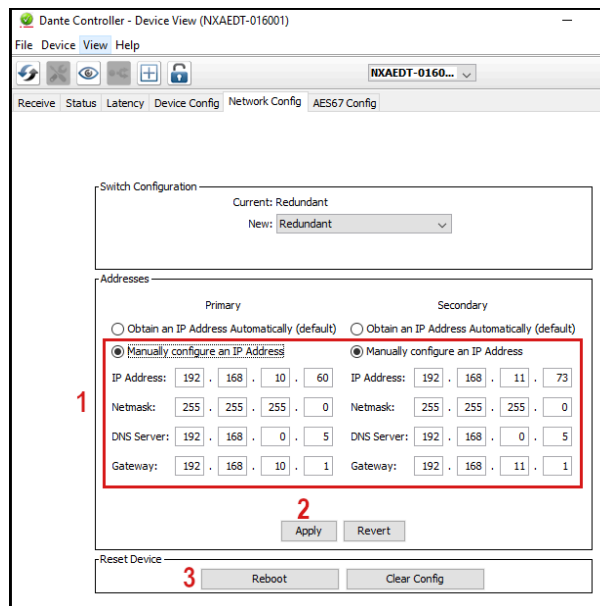 Dante Controller - Device View (NXAEDT-016001)
File Device View Help
NXAEDT-0160...
Receive Status Latency Device Config Network Config AES67 Config
Switch Configuration
Current: Redundant
New: Redundant
Addresses
Primary Secondary
Obtain an IP Address Automatically (default) Obtain an IP Address Automatically (default)
Manually configure an IP Address Manually configure an IP Address
1
IP Address: 192 . 168 . 10 . 60 IP Address: 192 . 168 . 11 . 73
Netmask: 255 . 255 . 255 . 0 Netmask: 255 . 255 . 255 . 0
DNS Server: 192 . 168 . 0 . 5 DNS Server: 192 . 168 . 0 . 5
Gateway: 192 . 168 . 10 . 1 Gateway: 192 . 168 . 11 . 1
2
Apply Revert
Reset Device
3 Reboot Clear Config